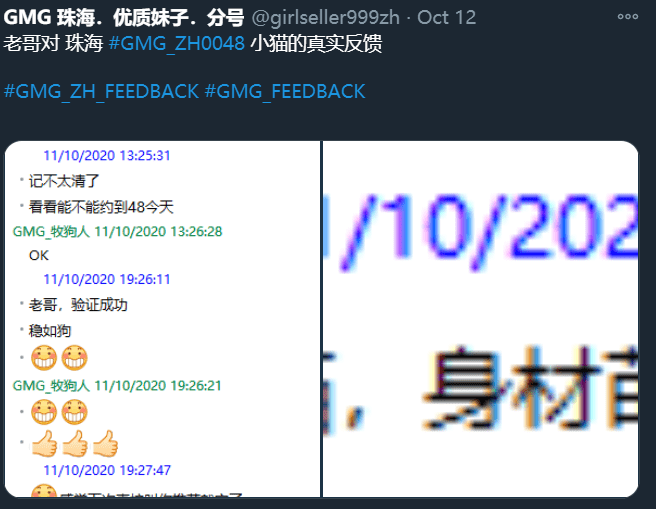 GMG 珠海．优质妹子．分号 @girlseller999zh · Oct 12
老哥对 珠海 #GMG_ZH0048 小猫的真实反馈
#GMG_ZH_FEEDBACK #GMG_FEEDBACK
11/10/2020 13:25:31
记不太清了
看看能不能约到48今天
GMG_牧狗人 11/10/2020 13:26:28
OK
11/10/2020 19:26:11
老哥，验证成功
稳如狗
GMG_牧狗人 11/10/2020 19:26:21
11/10/2020 19:27:47
/10/202
，身材